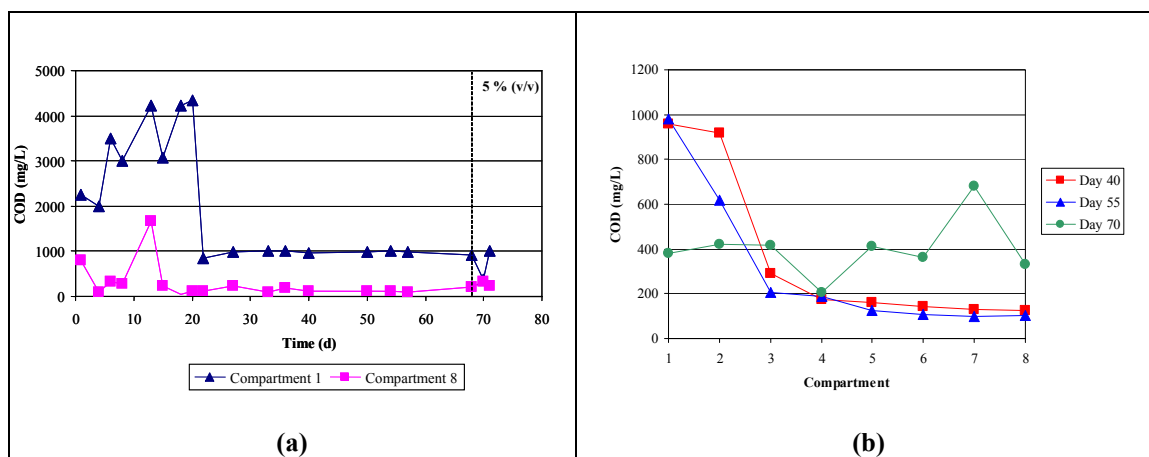 5000
4000
3000
2000
1000
0
COD (mg/L)
5 % (v/v)
0 10 20 30 40 50 60 70 80
Time (d)
Compartment 1 Compartment 8
(a)
1200
1000
800
600
400
200
0
COD (mg/L)
1 2 3 4 5 6 7 8
Compartment
Day 40
Day 55
Day 70
(b)